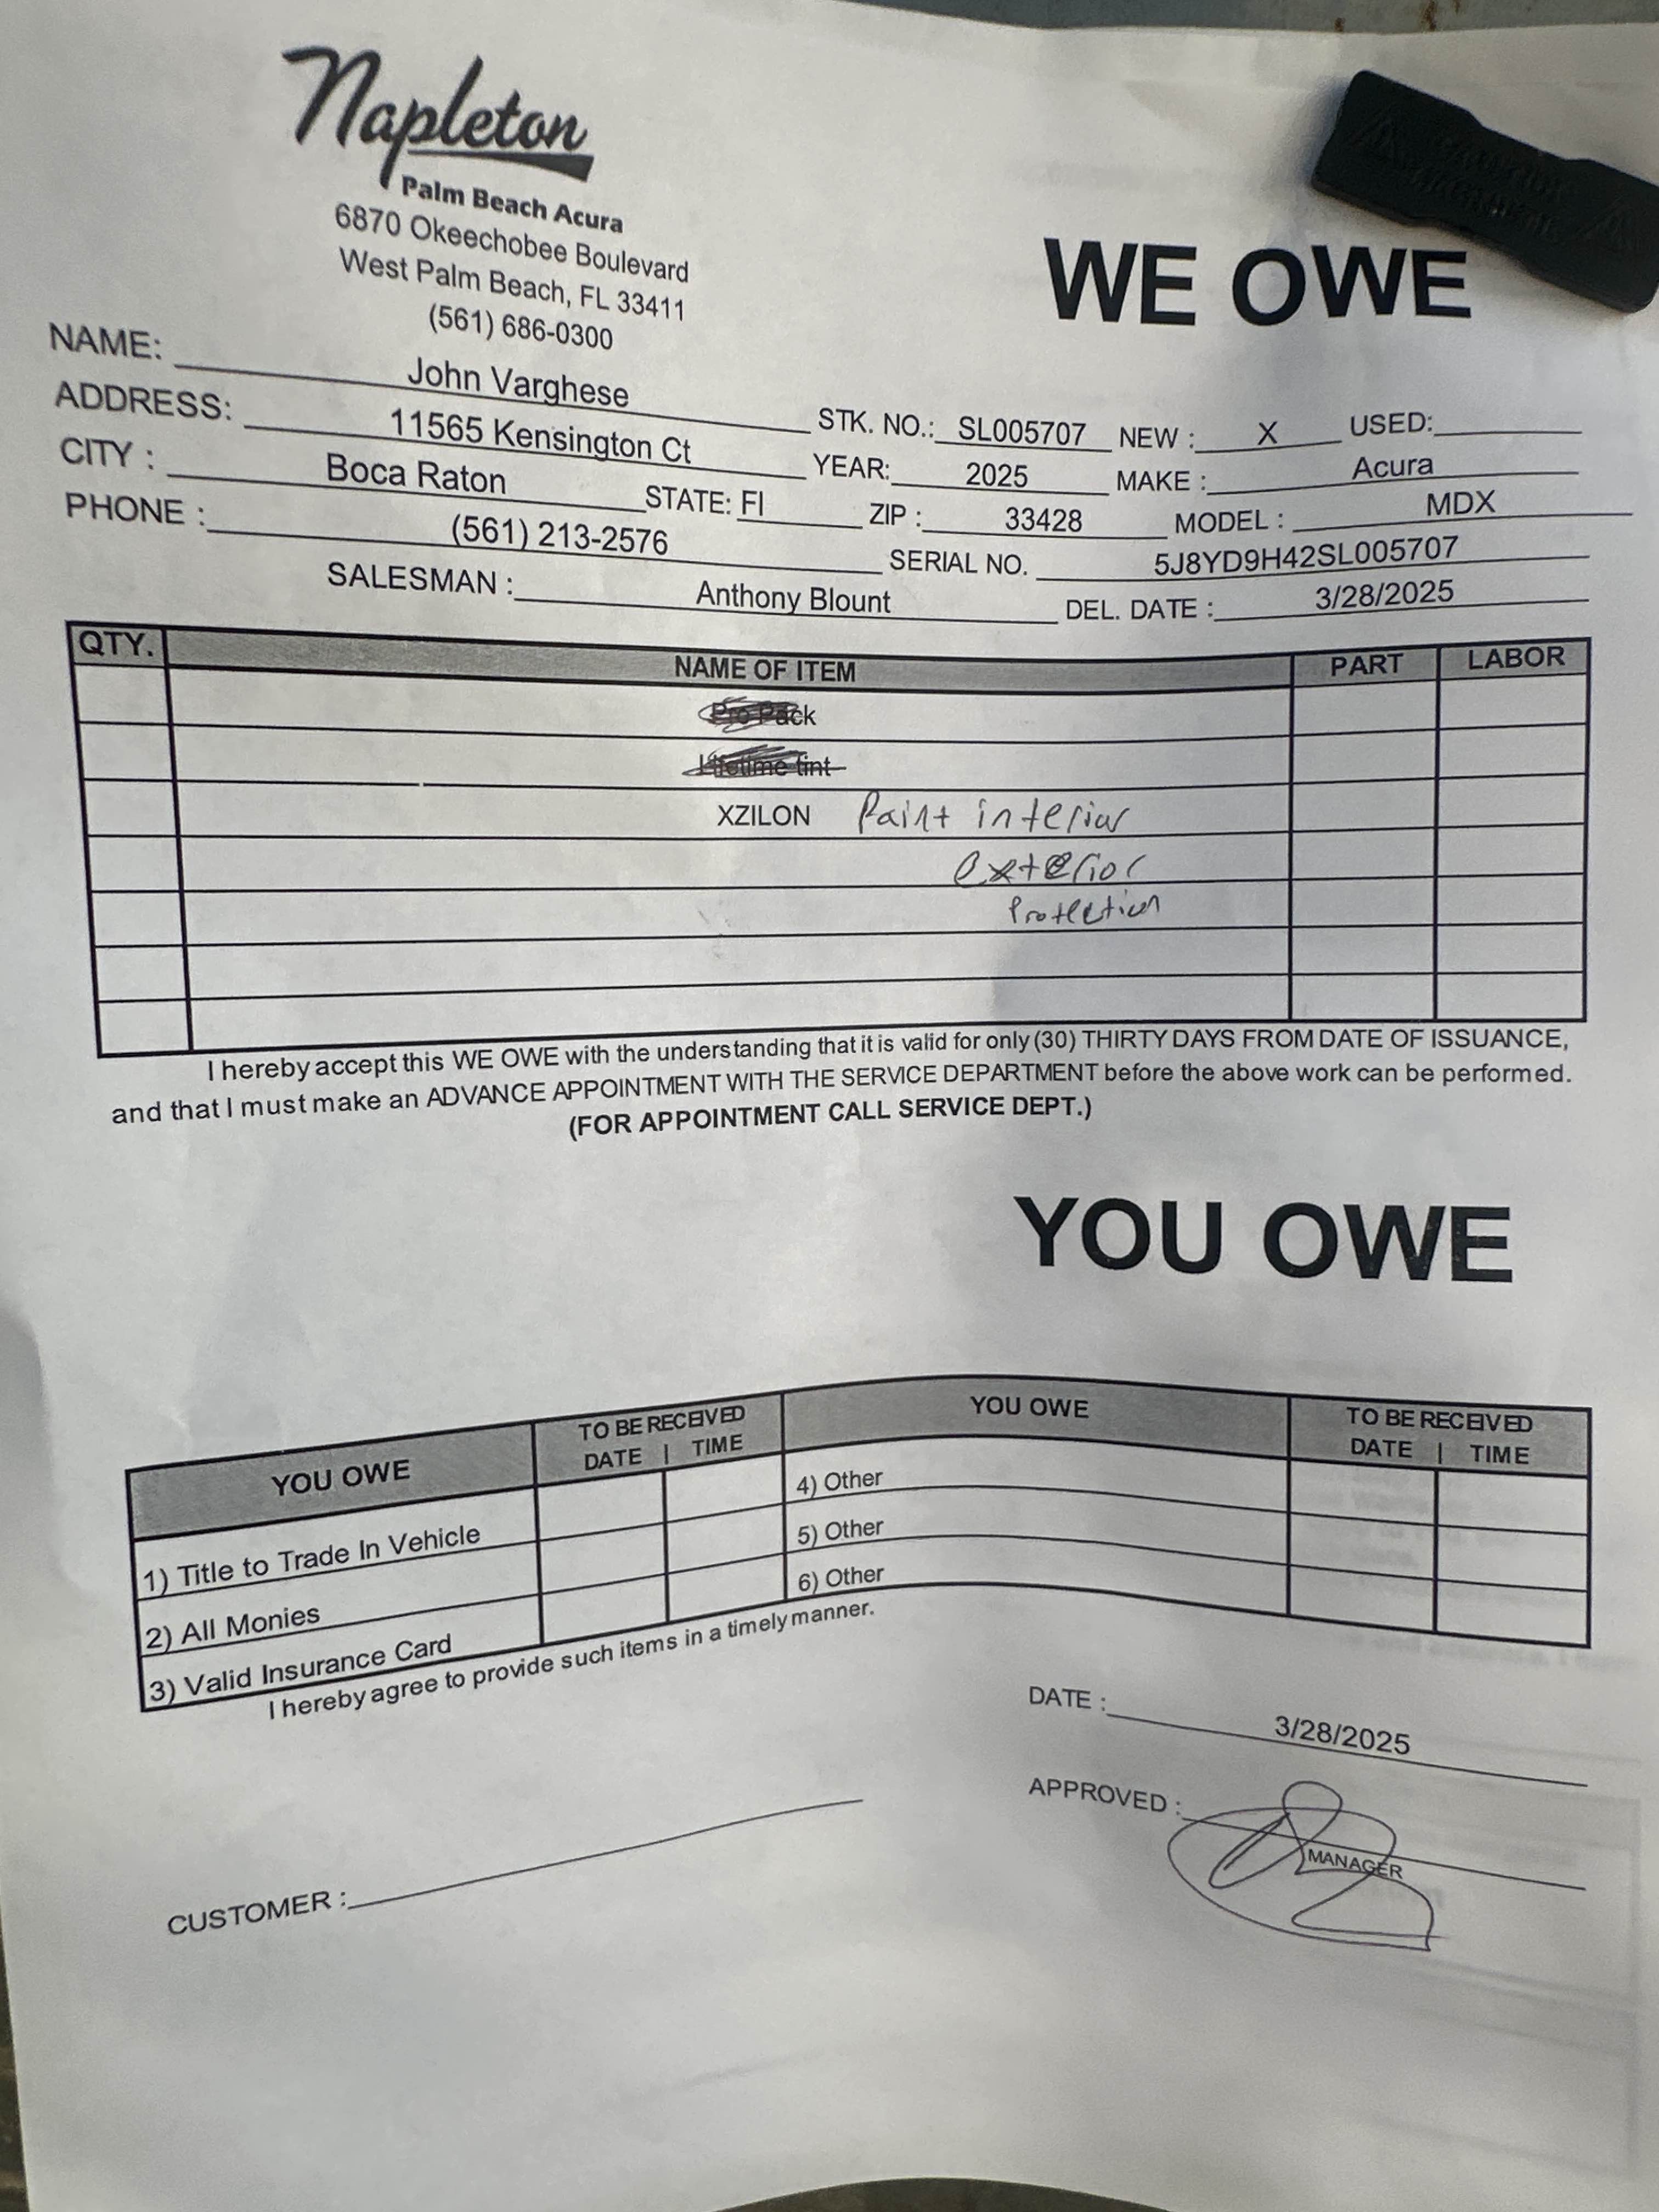 Napleton
Palm Beach Acura
6870 Okeechobee Boulevard
West Palm Beach, FL 33411
(561) 686-0300
WE OWE
NAME: John Varghese
ADDRESS: 11565 Kensington Ct STK. NO.: SL005707 NEW : X USED:
CITY : Boca Raton STATE: Fl YEAR: 2025 MAKE : Acura
PHONE : (561) 213-2576 ZIP : 33428 MODEL : MDX
SERIAL NO. 5J8YD9H42SL005707
SALESMAN : Anthony Blount DEL. DATE : 3/28/2025
QTY. NAME OF ITEM PART LABOR
Pro Pack
Lifetime tint
XZILON Paint interior
exterior
Protection
I hereby accept this WE OWE with the understanding that it is valid for only (30) THIRTY DAYS FROM DATE OF ISSUANCE,
and that I must make an ADVANCE APPOINTMENT WITH THE SERVICE DEPARTMENT before the above work can be performed.
(FOR APPOINTMENT CALL SERVICE DEPT.)
YOU OWE
YOU OWE TO BE RECEIVED DATE | TIME YOU OWE TO BE RECEIVED DATE | TIME
1) Title to Trade In Vehicle 4) Other
2) All Monies 5) Other
3) Valid Insurance Card 6) Other
I hereby agree to provide such items in a timely manner.
DATE : 3/28/2025
APPROVED :
MANAGER
CUSTOMER :